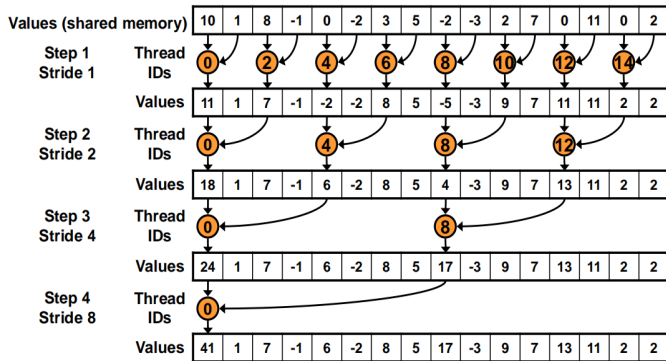 Values (shared memory) 10 1 8 -1 0 -2 3 5 -2 -3 2 7 0 11 0 2
Step 1 Thread 0 2 4 6 8 10 12 14
Stride 1 IDs
Values 11 1 7 -1 -2 -2 8 5 -5 -3 9 7 11 11 2 2
Step 2 Thread 0 4 8 12
Stride 2 IDs
Values 18 1 7 -1 6 -2 8 5 4 -3 9 7 13 11 2 2
Step 3 Thread 0 8
Stride 4 IDs
Values 24 1 7 -1 6 -2 8 5 17 -3 9 7 13 11 2 2
Step 4 Thread 0
Stride 8 IDs
Values 41 1 7 -1 6 -2 8 5 17 -3 9 7 13 11 2 2